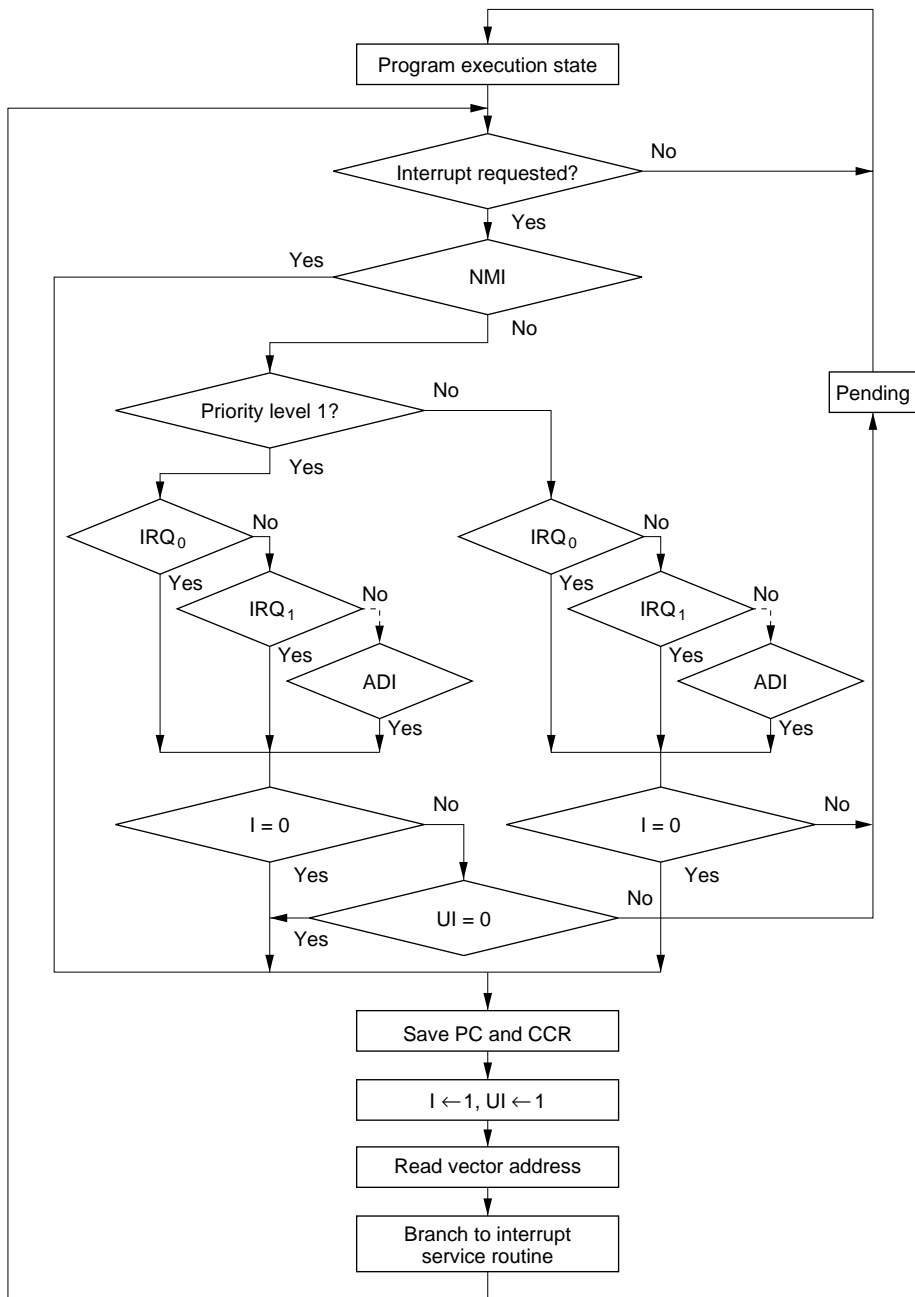 Program execution state
Interrupt requested?
No
Yes
Yes
NMI
No
Priority level 1?
No
Pending
Yes
IRQ0
No
IRQ0
No
Yes
IRQ1
No
Yes
IRQ1
No
Yes
ADI
Yes
ADI
Yes
Yes
I = 0
No
I = 0
No
Yes
Yes
UI = 0
No
Yes
Save PC and CCR
I ←1, UI ←1
Read vector address
Branch to interrupt
service routine